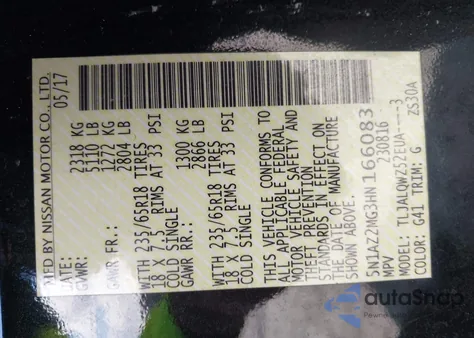 MFD BY NISSAN MOTOR CO., LTD.
DATE: 05/17
GVWR: 2318 KG
5110 LB
GAWR FR.: 1272 KG
2804 LB
WITH 235/65R18 TIRES
18 X 7.5 RIMS AT 33 PSI
COLD SINGLE
GAWR RR.: 1300 KG
2866 LB
WITH 235/65R18 TIRES
18 X 7.5 RIMS AT 33 PSI
COLD SINGLE
THIS VEHICLE CONFORMS TO
ALL APPLICABLE FEDERAL
MOTOR VEHICLE SAFETY AND
THEFT PREVENTION
STANDARDS IN EFFECT ON
THE DATE OF MANUFACTURE
SHOWN ABOVE.
5N1AZ2MG3HN166083
MPV 230816
MODEL: TLJALQWZ52EUA----3
COLOR: G41 TRIM: G ZS30A
autoSnap